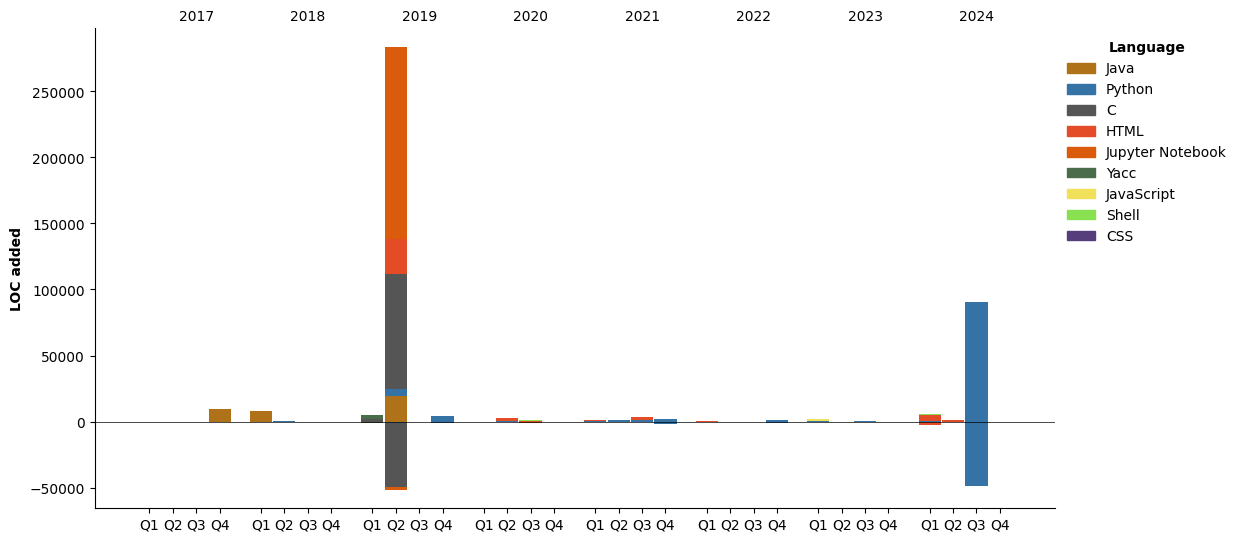 2017 2018 2019 2020 2021 2022 2023 2024
Language
Java
Python
C
HTML
Jupyter Notebook
Yacc
JavaScript
Shell
CSS
LOC added
250000
200000
150000
100000
50000
0
−50000
Q1 Q2 Q3 Q4 Q1 Q2 Q3 Q4 Q1 Q2 Q3 Q4 Q1 Q2 Q3 Q4 Q1 Q2 Q3 Q4 Q1 Q2 Q3 Q4 Q1 Q2 Q3 Q4 Q1 Q2 Q3 Q4